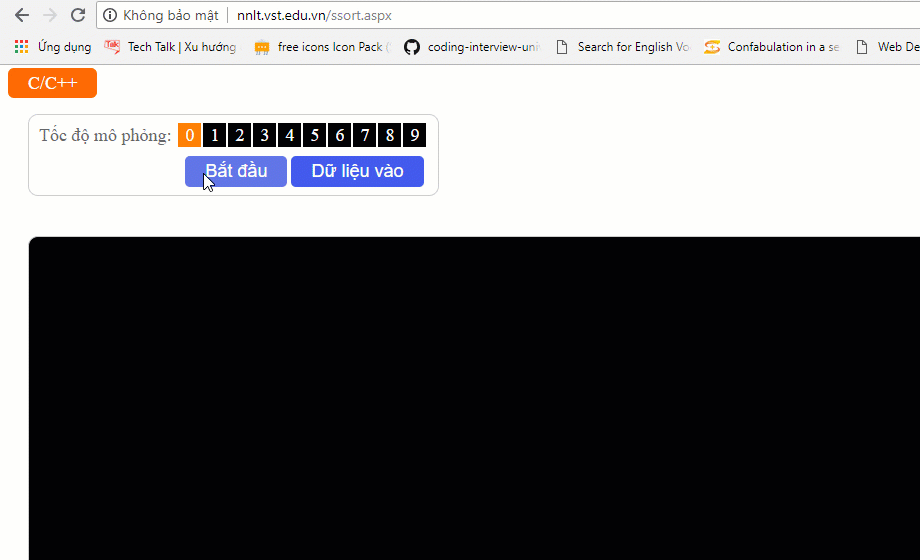 Không bảo mật nnlt.vst.edu.vn/ssort.aspx
Ứng dụng Tech Talk | Xu hướng free icons Icon Pack coding-interview-uni Search for English Vo Confabulation in a se Web De
C/C++
Tốc độ mô phỏng: 0 1 2 3 4 5 6 7 8 9
Bắt đầu Dữ liệu vào